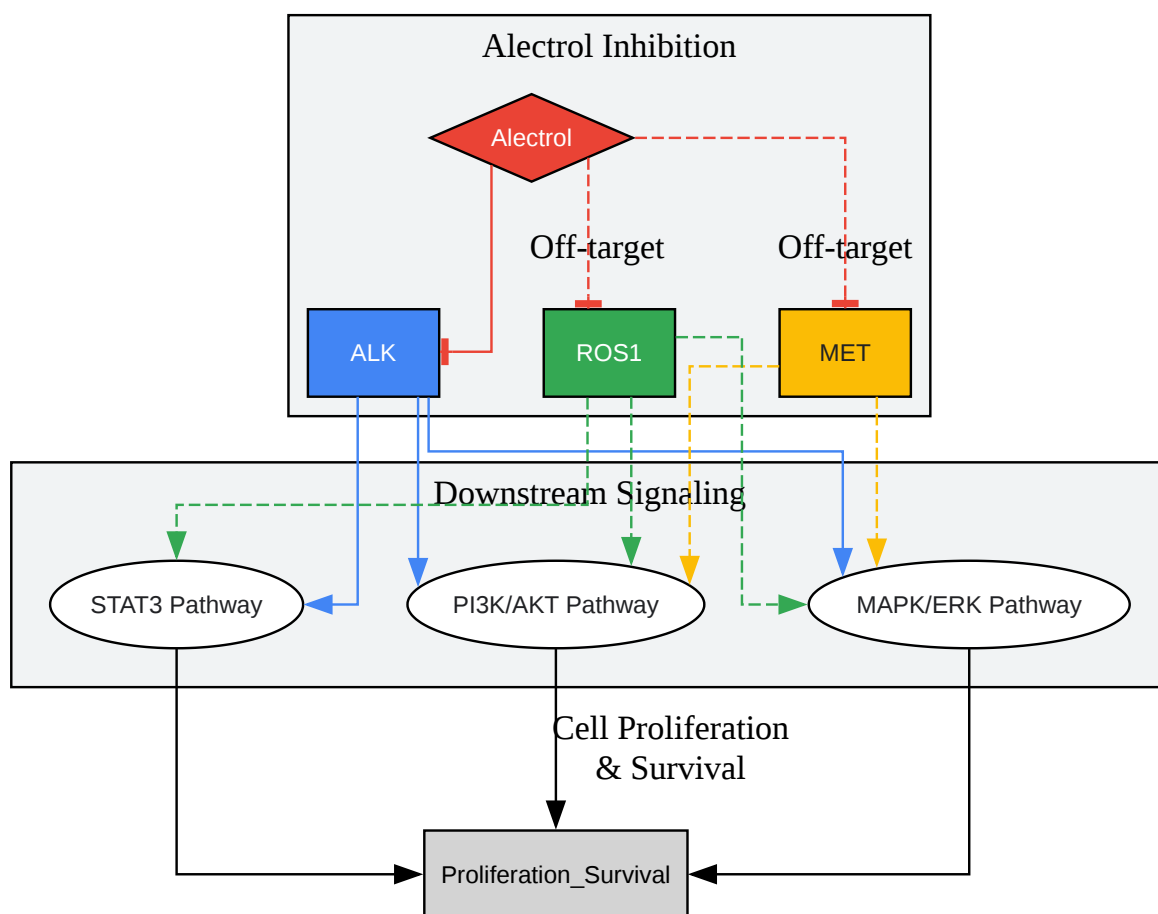 Alectrol Inhibition
Alectrol
Off-target
Off-target
ALK
ROS1
MET
Downstream Signaling
STAT3 Pathway
PI3K/AKT Pathway
MAPK/ERK Pathway
Cell Proliferation
& Survival
Proliferation_Survival